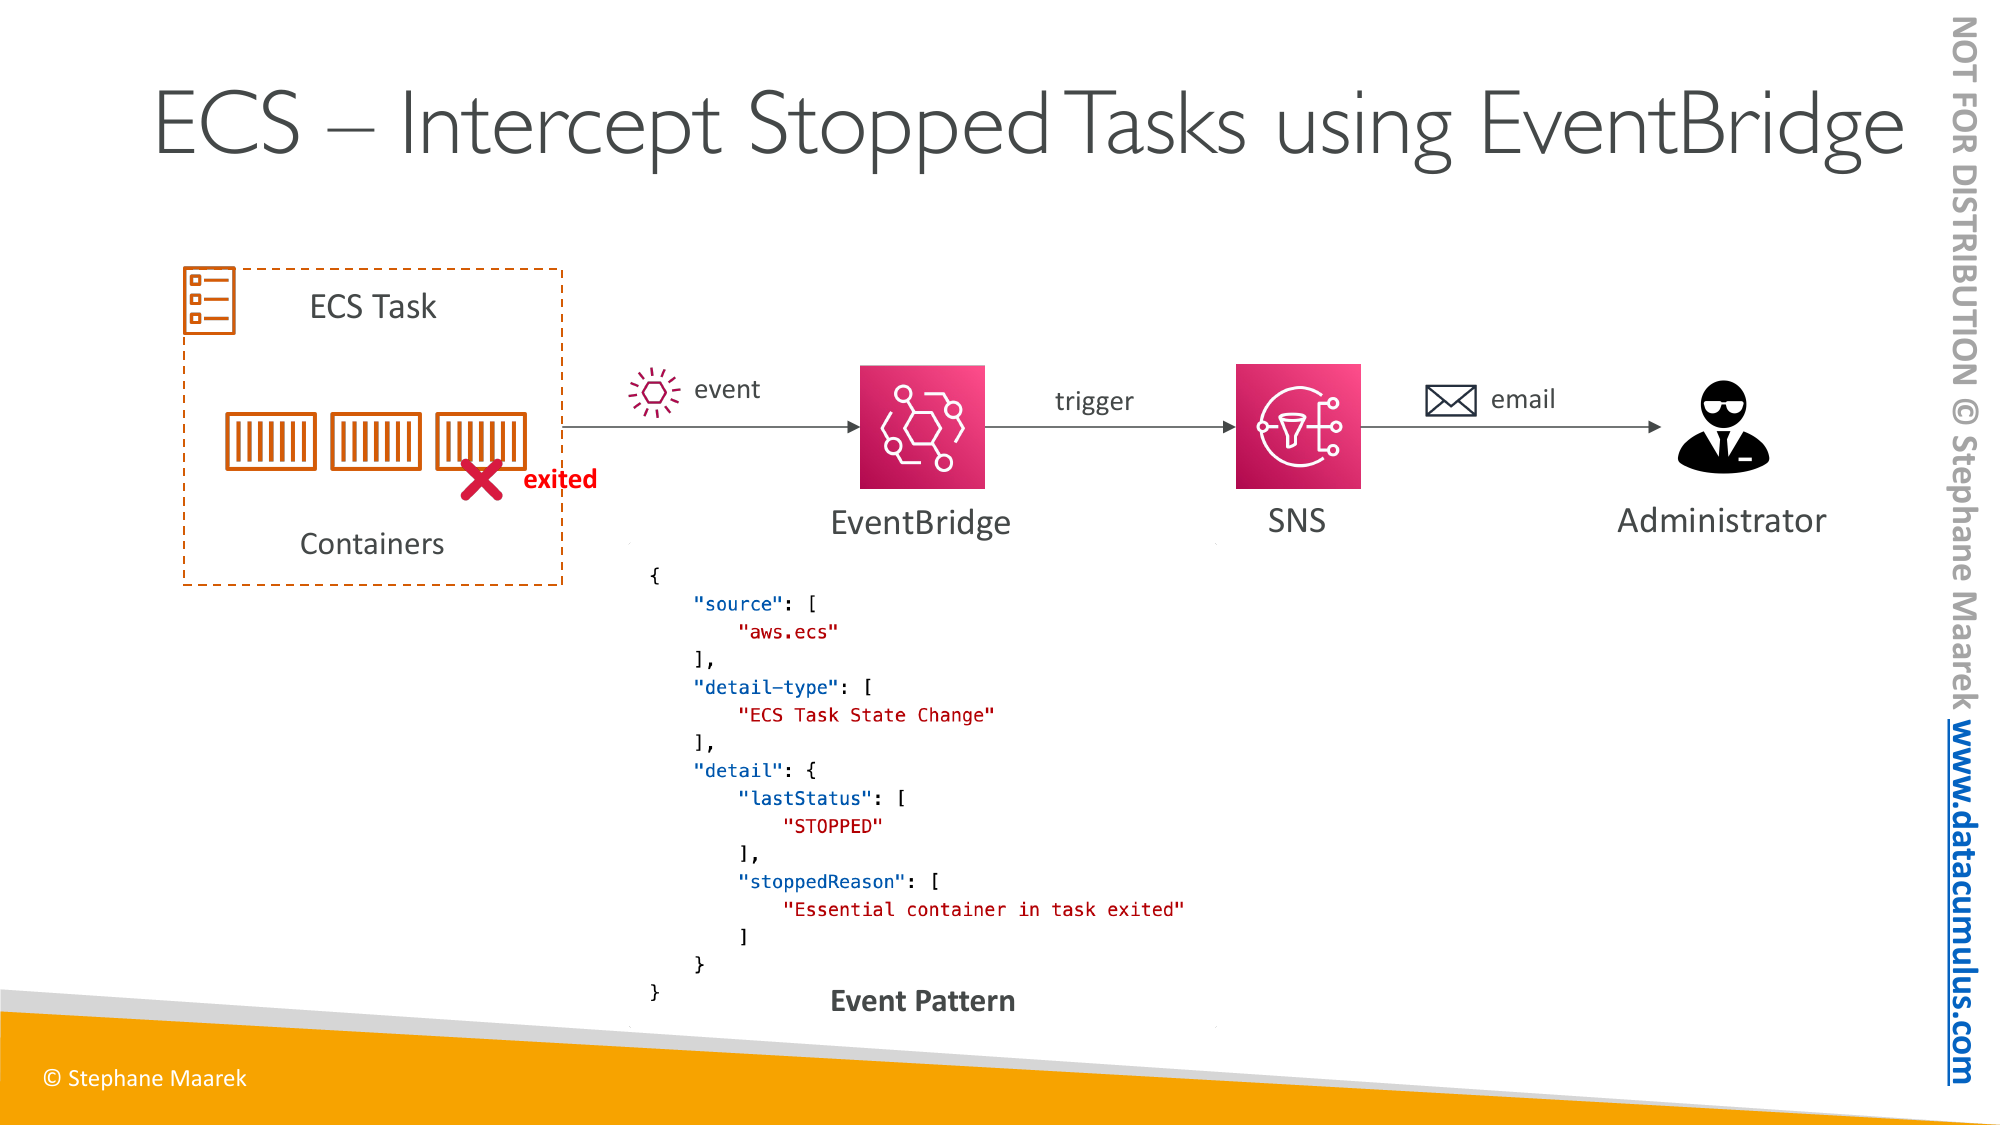 ECS – Intercept Stopped Tasks using EventBridge
ECS Task
exited
Containers
event
EventBridge
trigger
SNS
email
Administrator
{
    "source": [
        "aws.ecs"
    ],
    "detail-type": [
        "ECS Task State Change"
    ],
    "detail": {
        "lastStatus": [
            "STOPPED"
        ],
        "stoppedReason": [
            "Essential container in task exited"
        ]
    }
}
Event Pattern
© Stephane Maarek
NOT FOR DISTRIBUTION © Stephane Maarek www.datacumulus.com